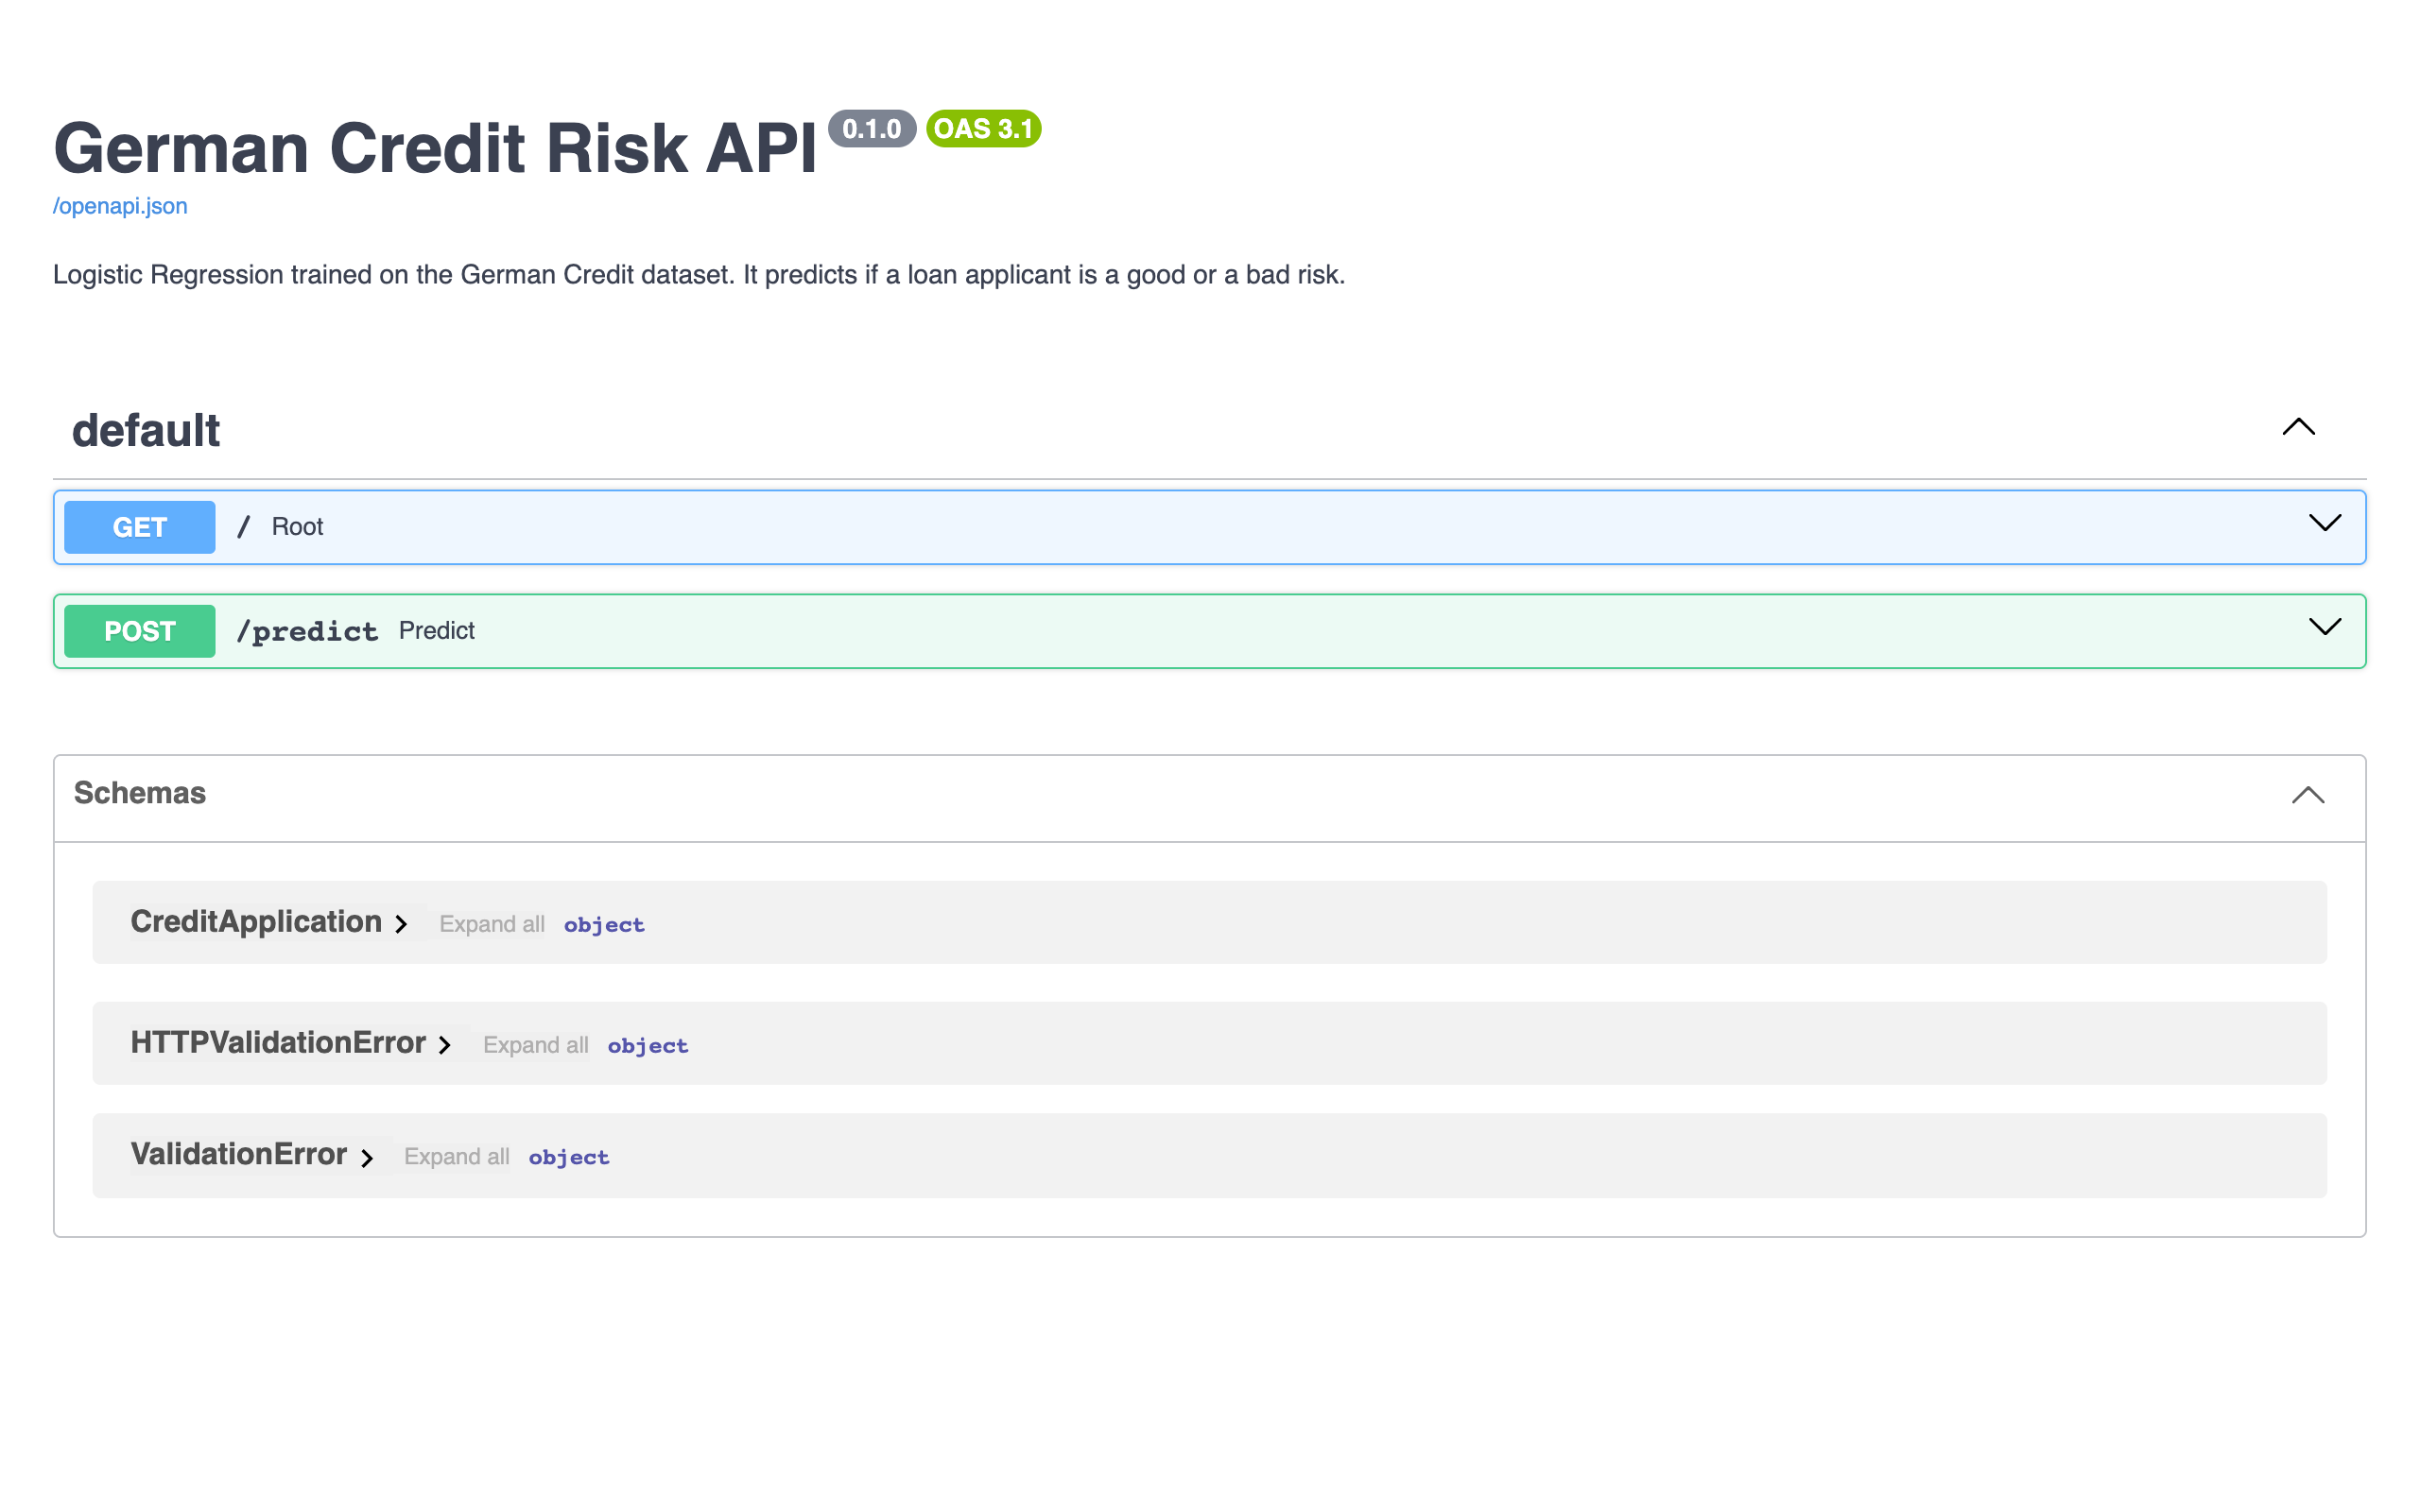 German Credit Risk API 0.1.0 OAS 3.1
/openapi.json
Logistic Regression trained on the German Credit dataset. It predicts if a loan applicant is a good or a bad risk.
default
GET / Root
POST /predict Predict
Schemas
CreditApplication Expand all object
HTTPValidationError Expand all object
ValidationError Expand all object